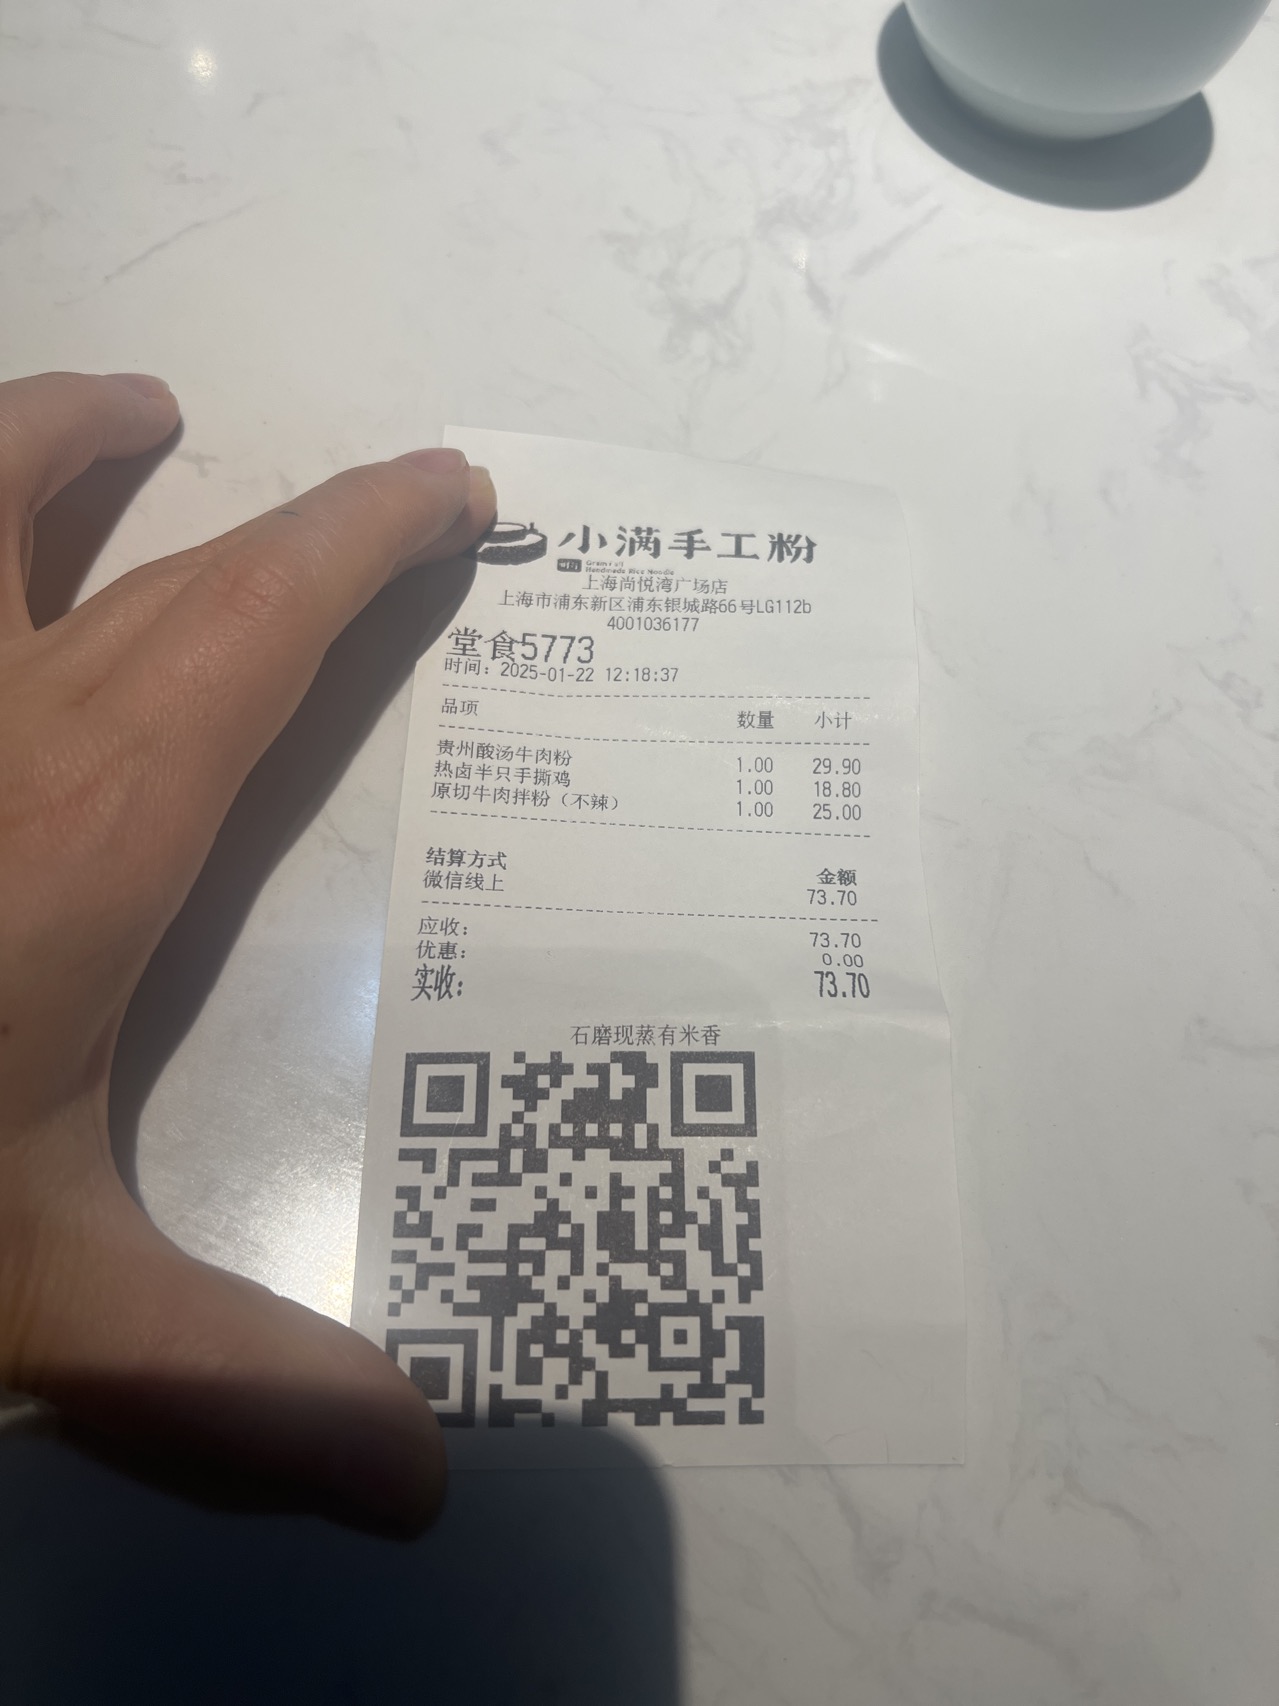 小满手工粉
Handmade Rice Noodle
上海尚悦湾广场店
上海市浦东新区浦东银城路66号LG112b
4001036177
堂食5773
时间：2025-01-22 12:18:37
品项 数量 小计
贵州酸汤牛肉粉 1.00 29.90
热卤半只手撕鸡 1.00 18.80
原切牛肉拌粉（不辣） 1.00 25.00
结算方式 金额
微信线上 73.70
应收： 73.70
优惠： 0.00
实收： 73.70
石磨现蒸有米香